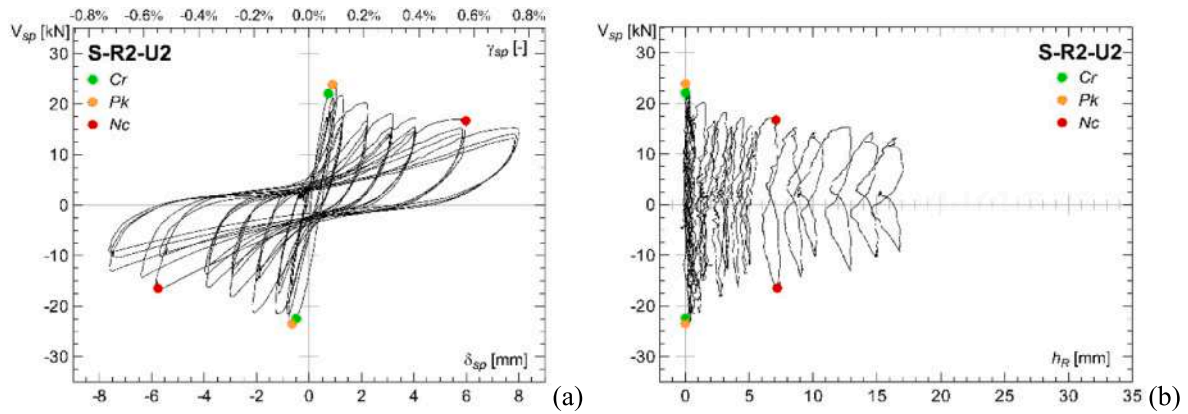 -0.8% -0.6% -0.4% -0.2% 0.0% 0.2% 0.4% 0.6% 0.8%
V_sp [kN]
S-R2-U2
γ_sp [-]
Cr
Pk
Nc
30
20
10
0
-10
-20
-30
δ_sp [mm]
-8 -6 -4 -2 0 2 4 6 8
(a)
V_sp [kN]
S-R2-U2
Cr
Pk
Nc
30
20
10
0
-10
-20
-30
h_R [mm]
0 5 10 15 20 25 30 35
(b)